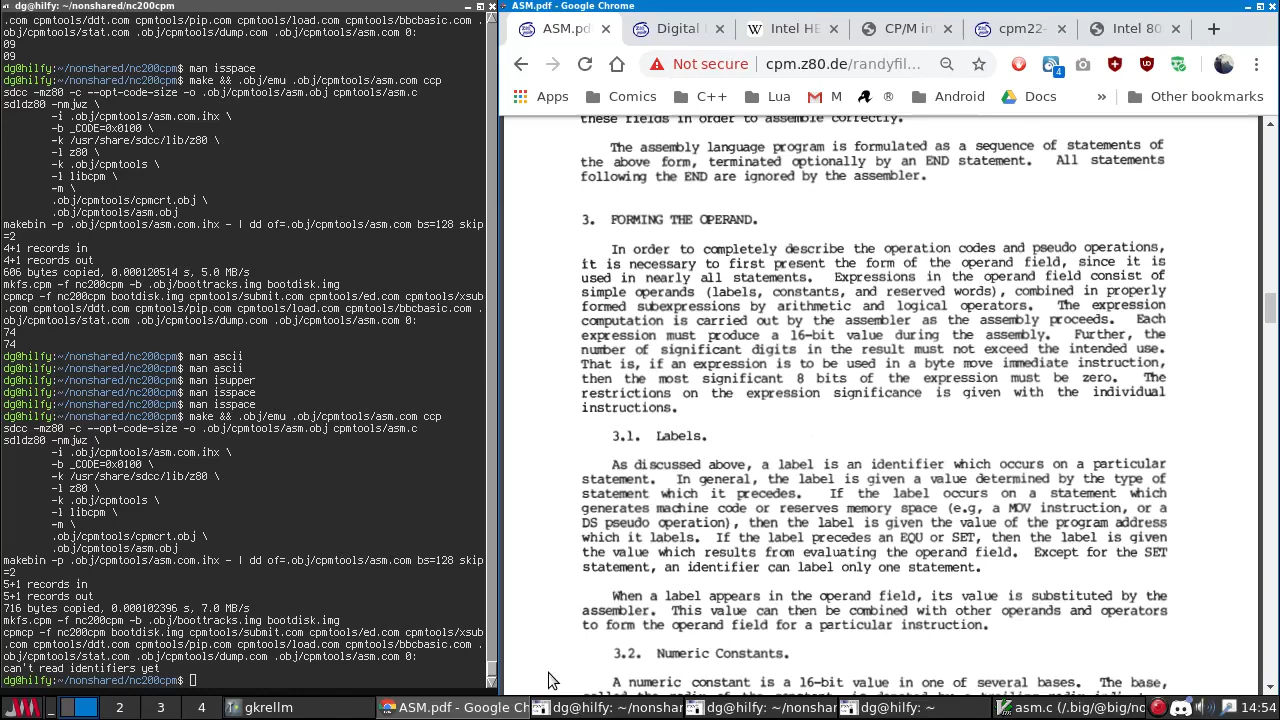 dg@hilfy: ~/nonshared/nc200cpm
.com cpmtools/ddt.com cpmtools/pip.com cpmtools/load.com cpmtools/bbcbasic.com .
obj/cpmtools/stat.com .obj/cpmtools/dump.com .obj/cpmtools/asm.com 0:
09
09
dg@hilfy:~/nonshared/nc200cpm$ man isspace
dg@hilfy:~/nonshared/nc200cpm$ make && .obj/emu .obj/cpmtools/asm.com ccp
sdcc -mz80 -c --opt-code-size -o .obj/cpmtools/asm.obj cpmtools/asm.c
sdldz80 -nmjwz \
-i .obj/cpmtools/asm.com.ihx \
-b _CODE=0x0100 \
-k /usr/share/sdcc/lib/z80 \
-l z80 \
-k .obj/cpmtools \
-l libcpm \
-m \
.obj/cpmtools/cpmcrt.obj \
.obj/cpmtools/asm.obj
makebin -p .obj/cpmtools/asm.com.ihx - | dd of=.obj/cpmtools/asm.com bs=128 skip
=2
4+1 records in
4+1 records out
606 bytes copied, 0.000120614 s, 5.0 MB/s
mkfs.cpm -f nc200cpm -b .obj/bootracks.img bootdisk.img
cpmcp -f nc200cpm bootdisk.img cpmtools/submit.com cpmtools/ed.com cpmtools/xsub
.com cpmtools/ddt.com cpmtools/pip.com cpmtools/load.com cpmtools/bbcbasic.com .
obj/cpmtools/stat.com .obj/cpmtools/dump.com .obj/cpmtools/asm.com 0:
74
74
dg@hilfy:~/nonshared/nc200cpm$ man ascii
dg@hilfy:~/nonshared/nc200cpm$ man asbii
dg@hilfy:~/nonshared/nc200cpm$ man isupper
dg@hilfy:~/nonshared/nc200cpm$ man isspsce
dg@hilfy:~/nonshared/nc200cpm$ man isspace
dg@hilfy:~/nonshared/nc200cpm$ make && .obj/emu .obj/cpmtools/asm.com ccp
sdcc -mz80 -c --opt-code-size -o .obj/cpmtools/asm.obj cpmtools/asm.c
sdldz80 -nmjwz \
-i .obj/cpmtools/asm.com.ihx \
-b _CODE=0x0100 \
-k /usr/share/sdcc/lib/z80 \
-l z80 \
-k .obj/cpmtools \
-l libcpm \
-m \
.obj/cpmtools/cpmcrt.obj \
.obj/cpmtools/asm.obj
makebin -p .obj/cpmtools/asm.com.ihx - | dd of=.obj/cpmtools/asm.com bs=128 skip
=2
5+1 records in
5+1 records out
716 bytes copied, 0.000102396 s, 7.0 MB/s
mkfs.cpm -f nc200cpm -b .obj/bootracks.img bootdisk.img
cpmcp -f nc200cpm bootdisk.img cpmtools/submit.com cpmtools/ed.com cpmtools/xsub
.com cpmtools/ddt.com cpmtools/pip.com cpmtools/load.com cpmtools/bbcbasic.com .
obj/cpmtools/stat.com .obj/cpmtools/dump.com .obj/cpmtools/asm.com 0:
can't read identifiers yet
dg@hilfy:~/nonshared/nc200cpm$
ASM.pdf - Google Chrome
ASM.pd Digital Intel HE CP/M in cpm22- Intel 80
Not secure cpm.z80.de/randyfil... 4
Apps Comics C++ Lua M ® Android Docs » Other bookmarks
these fields in order to assemble correctly.
The assembly language program is formulated as a sequence of statements of
the above form, terminated optionally by an END statement. All statements
following the END are ignored by the assembler.
3. FORMING THE OPERAND.
In order to completely describe the operation codes and pseudo operations,
it is necessary to first present the form of the operand field, since it is
used in nearly all statements. Expressions in the operand field consist of
simple operands (labels, constants, and reserved words), combined in properly
formed subexpressions by arithmetic and logical operators. The expression
computation is carried out by the assembler as the assembly proceeds. Each
expression must produce a 16-bit value during the assembly. Further, the
number of significant digits in the result must not exceed the intended use.
That is, if an expression is to be used in a byte move immediate instruction,
then the most significant 8 bits of the expression must be zero. The
restrictions on the expression significance is given with the individual
instructions.
3.1. Labels.
As discussed above, a label is an identifier which occurs on a particular
statement. In general, the label is given a value determined by the type of
statement which it precedes. If the label occurs on a statement which
generates machine code or reserves memory space (e.g, a MOV instruction, or a
DS pseudo operation), then the label is given the value of the program address
which it labels. If the label precedes an EQU or SET, then the label is given
the value which results from evaluating the operand field. Except for the SET
statement, an identifier can label only one statement.
When a label appears in the operand field, its value is substituted by the
assembler. This value can then be combined with other operands and operators
to form the operand field for a particular instruction.
3.2. Numeric Constants.
A numeric constant is a 16-bit value in one of several bases. The base,
2 3 4 gkrellm ASM.pdf - Google Ch dg@hilfy: ~/nonshar dg@hilfy: ~/nonshar dg@hilfy: ~ asm.c (/.big/@big/no 14:54